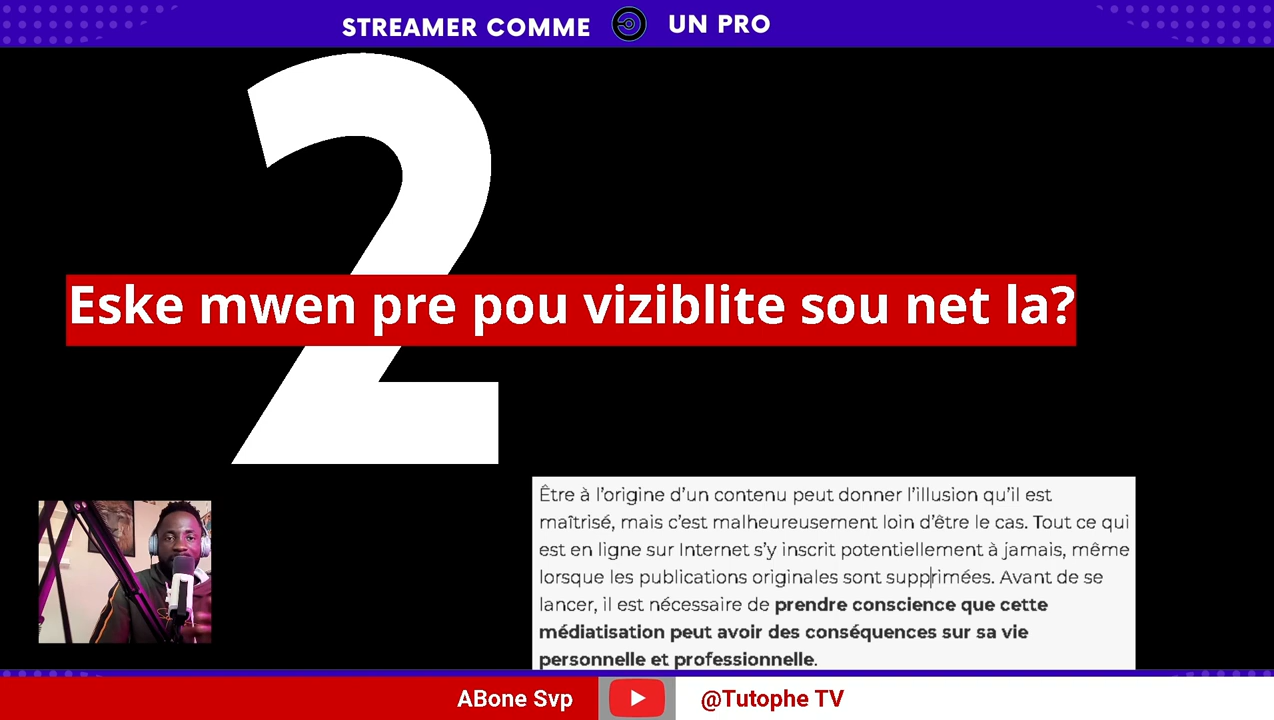 STREAMER COMME UN PRO
2
Eske mwen pre pou viziblite sou net la?
Être à l'origine d'un contenu peut donner l'illusion qu'il est
maîtrisé, mais c'est malheureusement loin d'être le cas. Tout ce qui
est en ligne sur Internet s'y inscrit potentiellement à jamais, même
lorsque les publications originales sont supprimées. Avant de se
lancer, il est nécessaire de prendre conscience que cette
médiatisation peut avoir des conséquences sur sa vie
personnelle et professionnelle.
ABone Svp @Tutophe TV